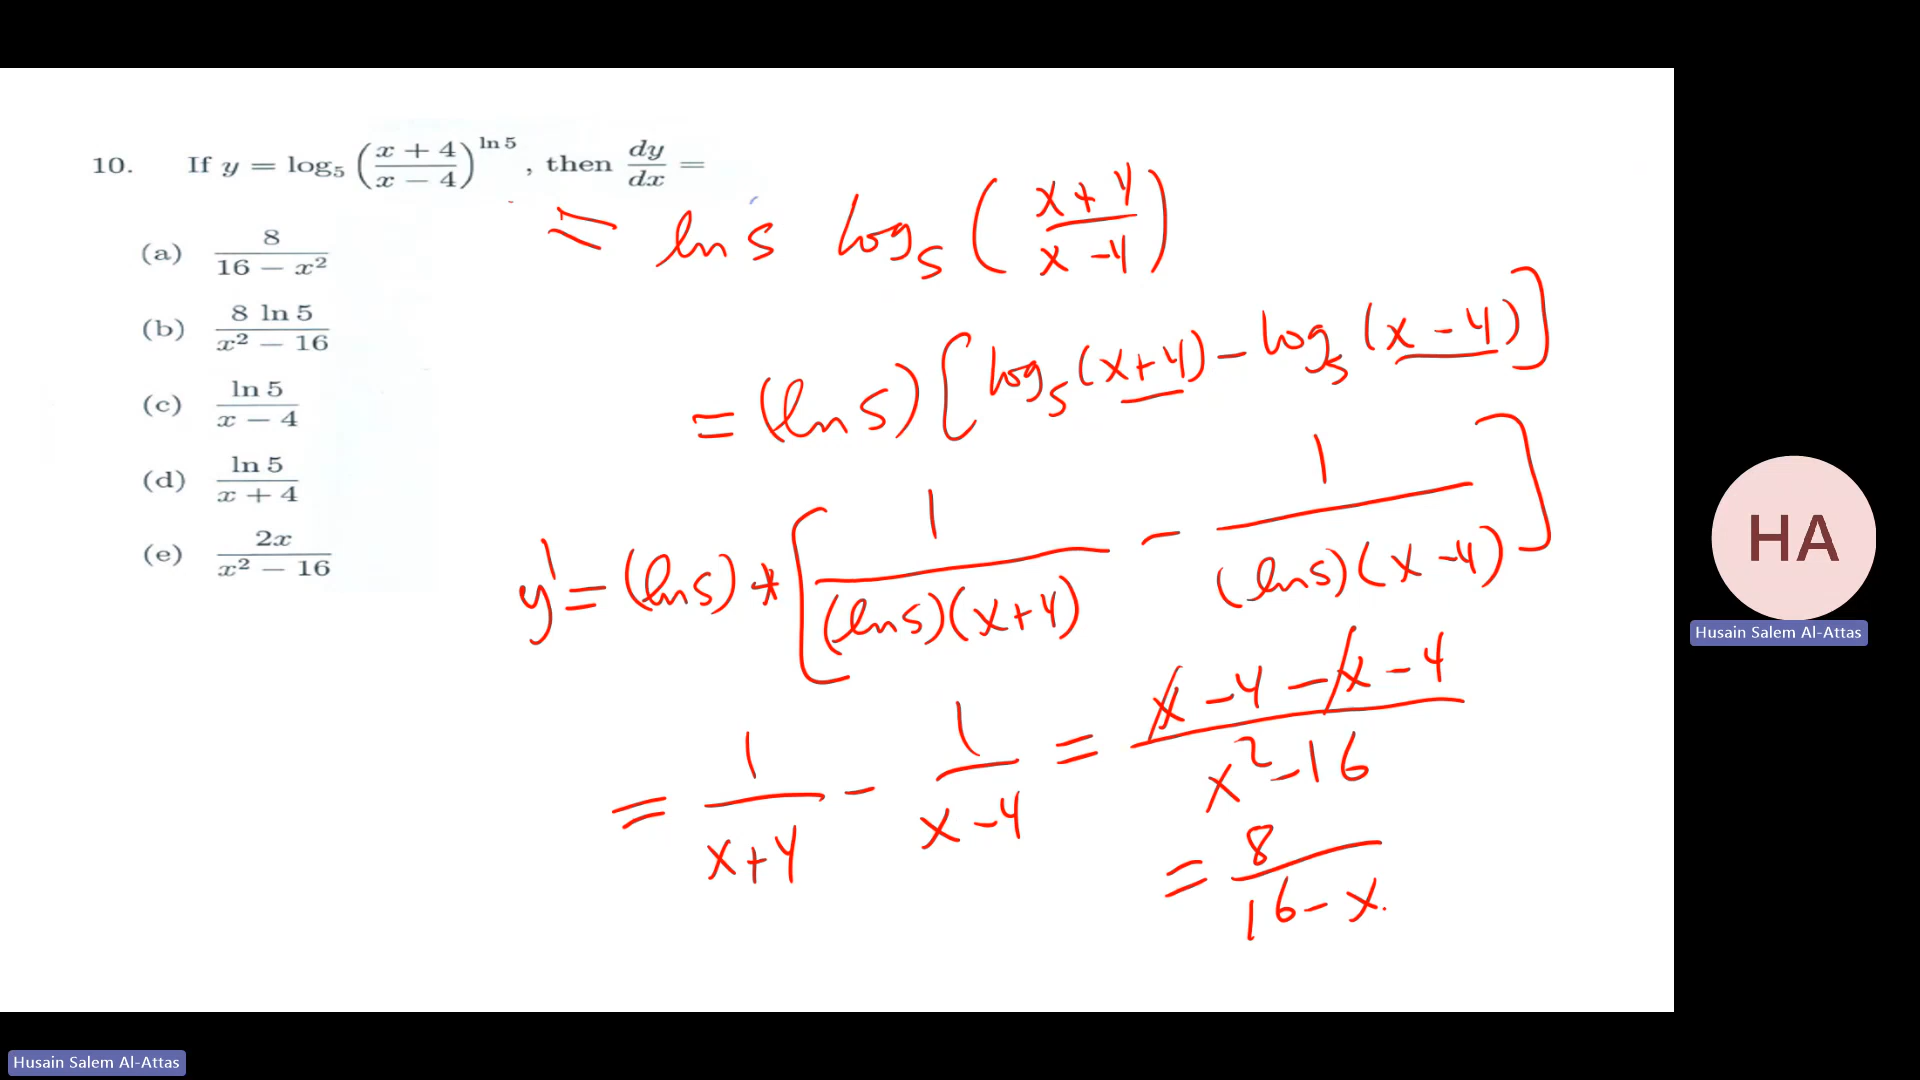 10. If y = log₅ ((x + 4)/(x − 4))^(ln 5), then dy/dx =
(a) 8/(16 − x²)
(b) 8 ln 5/(x² − 16)
(c) ln 5/(x − 4)
(d) ln 5/(x + 4)
(e) 2x/(x² − 16)
= ln 5 log₅ ((x + 4)/(x − 4))
= (ln 5) [log₅ (x + 4) − log₅ (x − 4)]
y' = (ln 5) * [1/((ln 5)(x + 4)) − 1/((ln 5)(x − 4))]
= 1/(x + 4) − 1/(x − 4) = (x − 4 − x − 4)/(x² − 16)
= 8/(16 − x.
HA
Husain Salem Al-Attas
Husain Salem Al-Attas